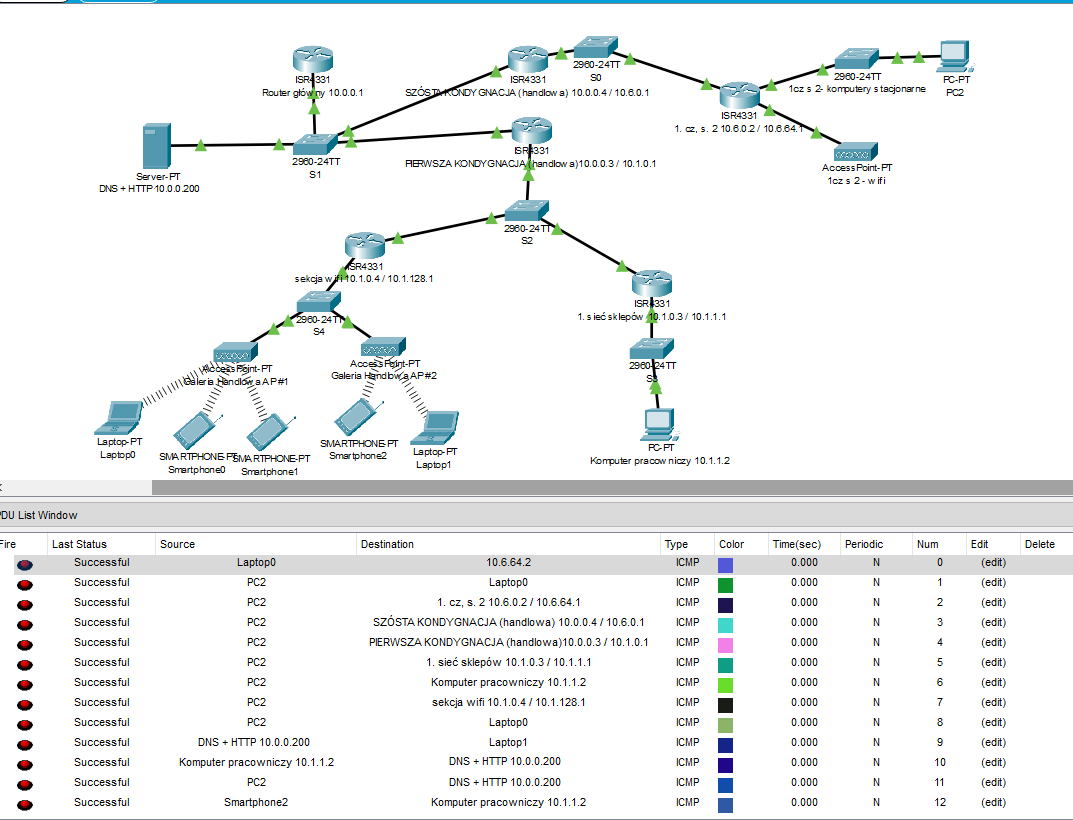 ISR4331
Router główny 10.0.0.1
ISR4331
SZÓSTA KONDYGNACJA (handlowa) 10.0.0.4 / 10.6.0.1
2960-24TT
S0
ISR4331
1. cz, s. 2 10.6.0.2 / 10.6.64.1
2960-24TT
1cz s 2- komputery stacjonarne
PC-PT
PC2
AccessPoint-PT
1cz s 2 - wifi
Server-PT
DNS + HTTP 10.0.0.200
2960-24TT
S1
ISR4331
PIERWSZA KONDYGNACJA (handlowa)10.0.0.3 / 10.1.0.1
2960-24TT
S2
ISR4331
sekcja wifi 10.1.0.4 / 10.1.128.1
2960-24TT
S4
ISR4331
1. sieć sklepów 10.1.0.3 / 10.1.1.1
2960-24TT
S3
AccessPoint-PT
Galeria Handlowa AP#1
AccessPoint-PT
Galeria Handlowa AP#2
Laptop-PT
Laptop0
SMARTPHONE-PT
Smartphone0
SMARTPHONE-PT
Smartphone1
SMARTPHONE-PT
Smartphone2
Laptop-PT
Laptop1
PC-PT
Komputer pracowniczy 10.1.1.2
PDU List Window
Fire Last Status Source Destination Type Color Time(sec) Periodic Num Edit Delete
Successful Laptop0 10.6.64.2 ICMP 0.000 N 0 (edit)
Successful PC2 Laptop0 ICMP 0.000 N 1 (edit)
Successful PC2 1. cz, s. 2 10.6.0.2 / 10.6.64.1 ICMP 0.000 N 2 (edit)
Successful PC2 SZÓSTA KONDYGNACJA (handlowa) 10.0.0.4 / 10.6.0.1 ICMP 0.000 N 3 (edit)
Successful PC2 PIERWSZA KONDYGNACJA (handlowa)10.0.0.3 / 10.1.0.1 ICMP 0.000 N 4 (edit)
Successful PC2 1. sieć sklepów 10.1.0.3 / 10.1.1.1 ICMP 0.000 N 5 (edit)
Successful PC2 Komputer pracowniczy 10.1.1.2 ICMP 0.000 N 6 (edit)
Successful PC2 sekcja wifi 10.1.0.4 / 10.1.128.1 ICMP 0.000 N 7 (edit)
Successful PC2 Laptop0 ICMP 0.000 N 8 (edit)
Successful DNS + HTTP 10.0.0.200 Laptop1 ICMP 0.000 N 9 (edit)
Successful Komputer pracowniczy 10.1.1.2 DNS + HTTP 10.0.0.200 ICMP 0.000 N 10 (edit)
Successful PC2 DNS + HTTP 10.0.0.200 ICMP 0.000 N 11 (edit)
Successful Smartphone2 Komputer pracowniczy 10.1.1.2 ICMP 0.000 N 12 (edit)